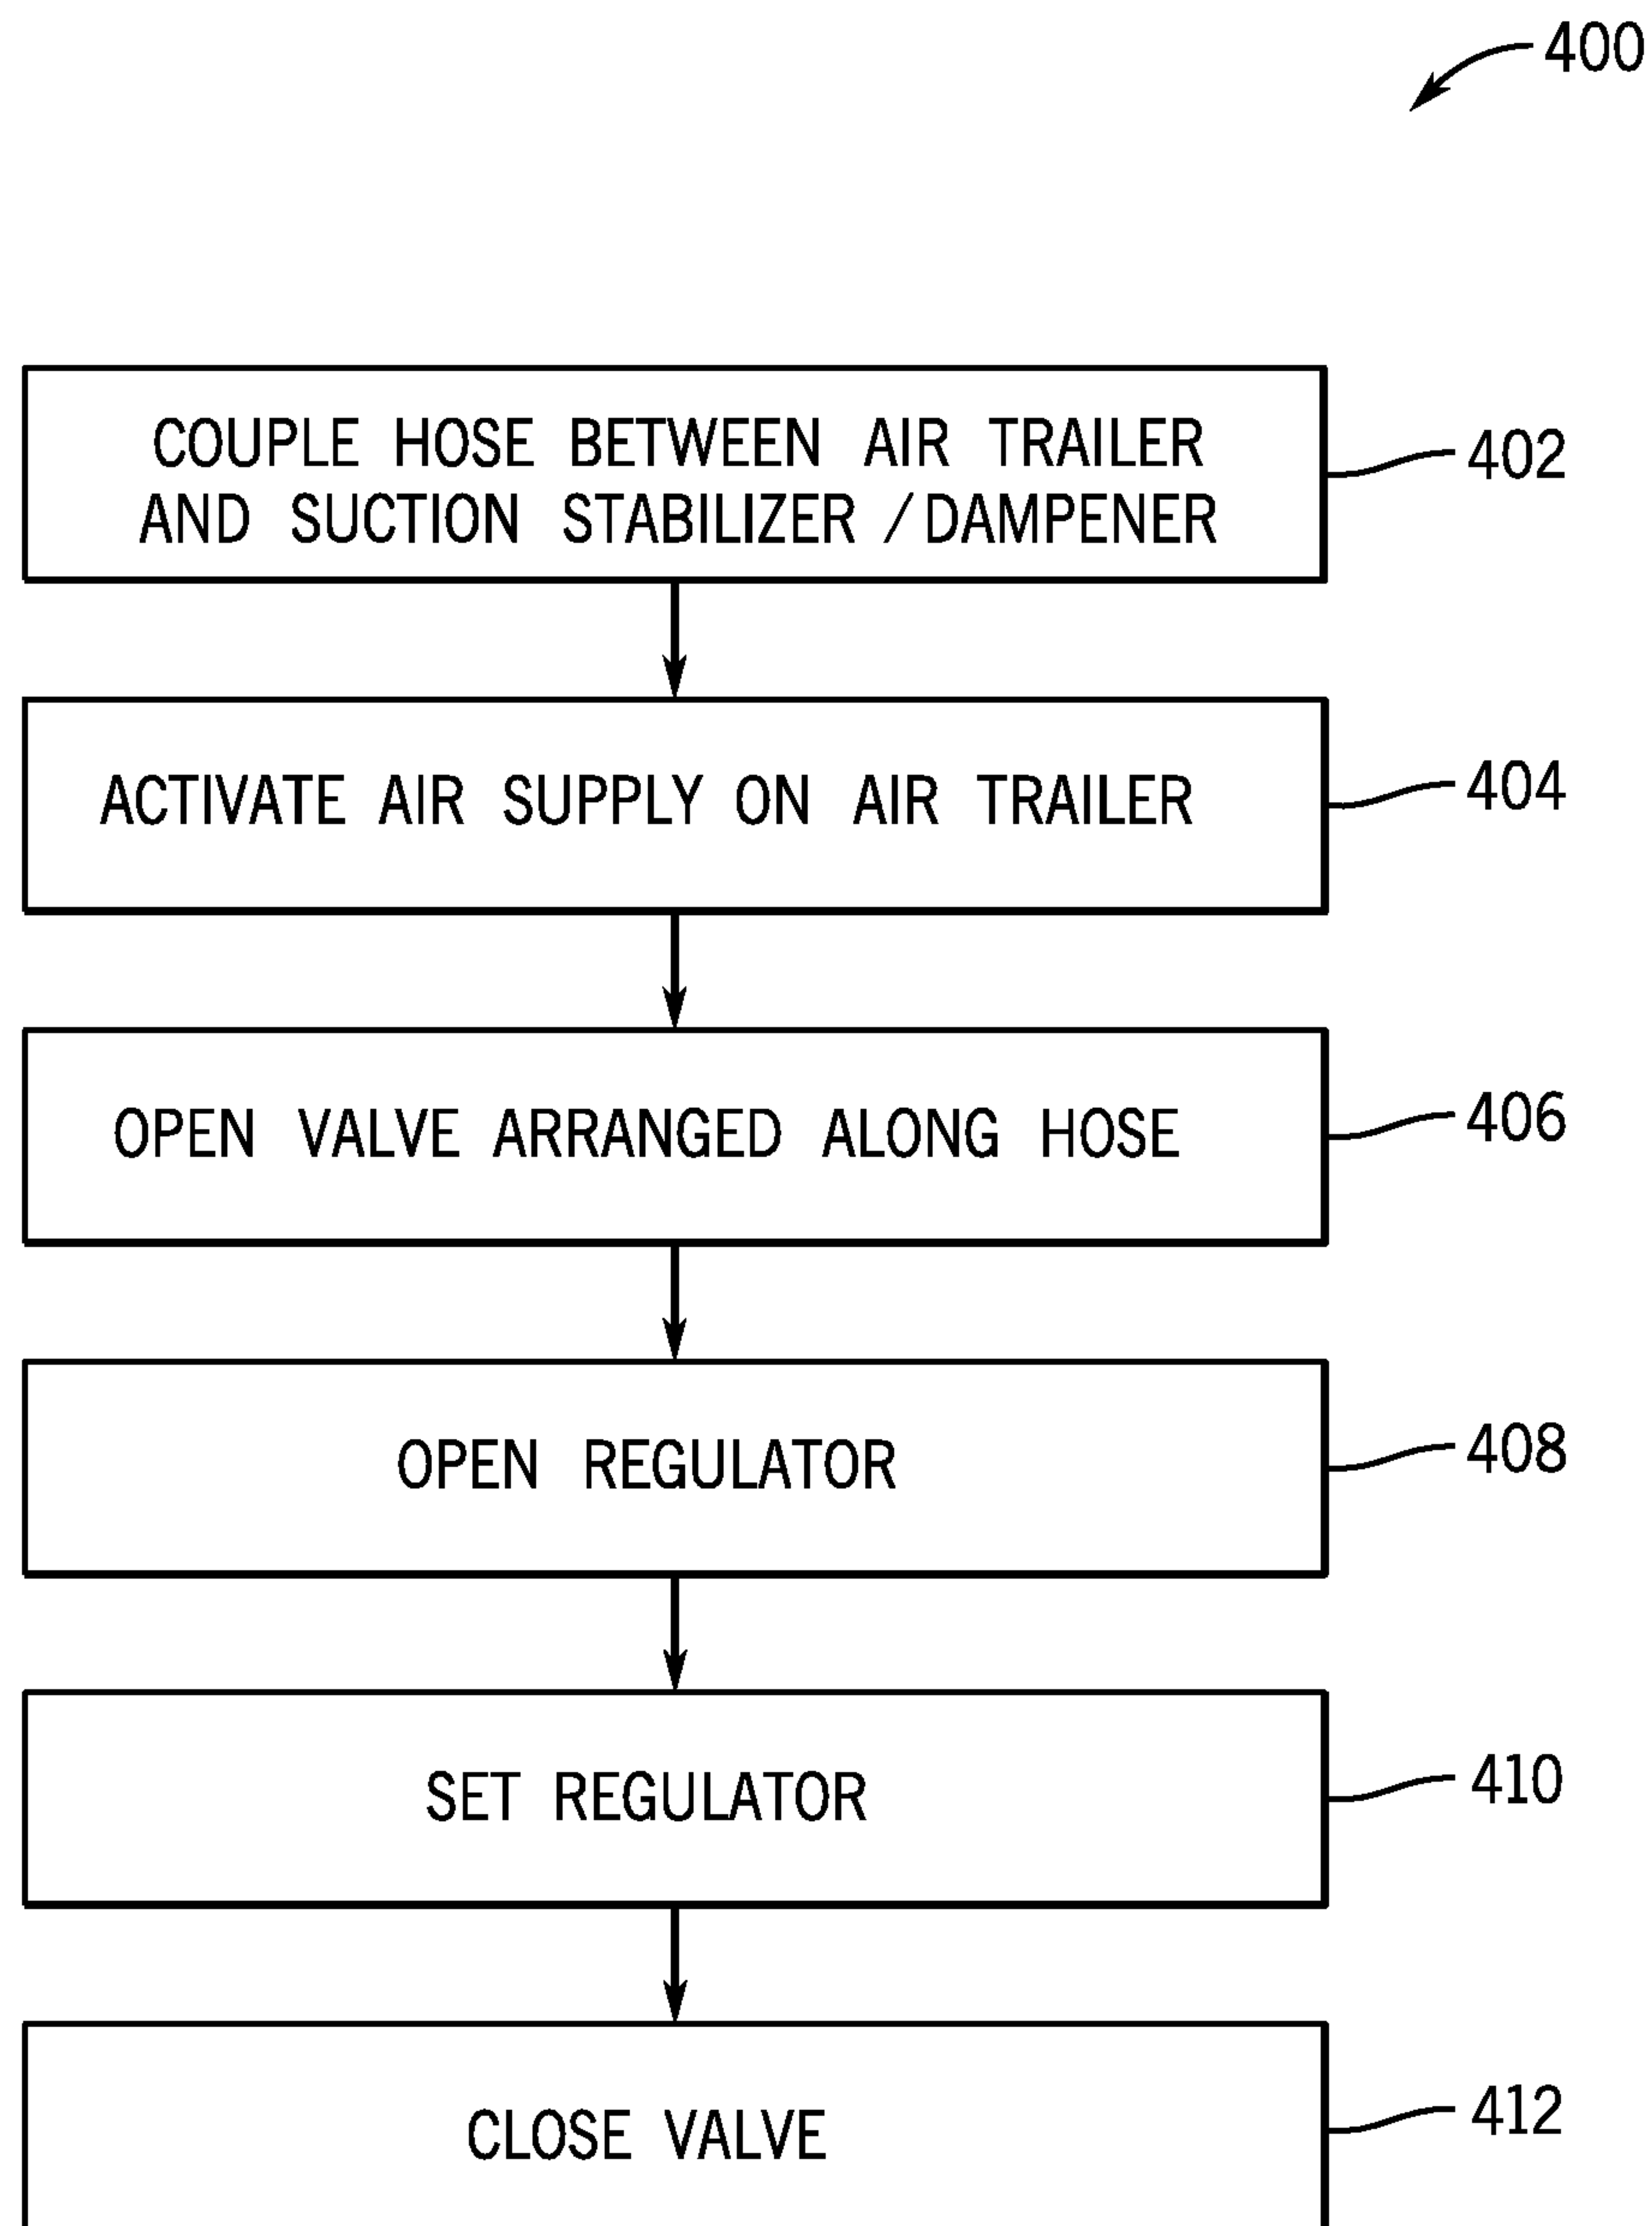 400
COUPLE HOSE BETWEEN AIR TRAILER
AND SUCTION STABILIZER/DAMPENER
402
ACTIVATE AIR SUPPLY ON AIR TRAILER
404
OPEN VALVE ARRANGED ALONG HOSE
406
OPEN REGULATOR
408
SET REGULATOR
410
CLOSE VALVE
412